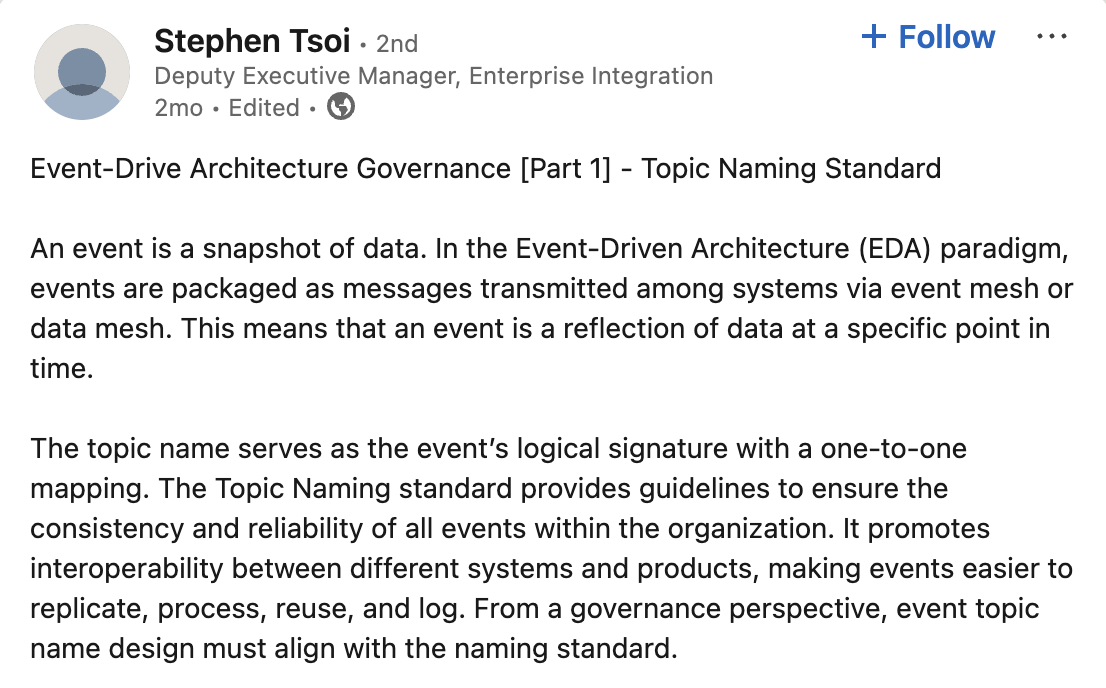 Stephen Tsoi • 2nd
+ Follow
...
Deputy Executive Manager, Enterprise Integration
2mo • Edited •
Event-Drive Architecture Governance [Part 1] - Topic Naming Standard
An event is a snapshot of data. In the Event-Driven Architecture (EDA) paradigm,
events are packaged as messages transmitted among systems via event mesh or
data mesh. This means that an event is a reflection of data at a specific point in
time.
The topic name serves as the event’s logical signature with a one-to-one
mapping. The Topic Naming standard provides guidelines to ensure the
consistency and reliability of all events within the organization. It promotes
interoperability between different systems and products, making events easier to
replicate, process, reuse, and log. From a governance perspective, event topic
name design must align with the naming standard.